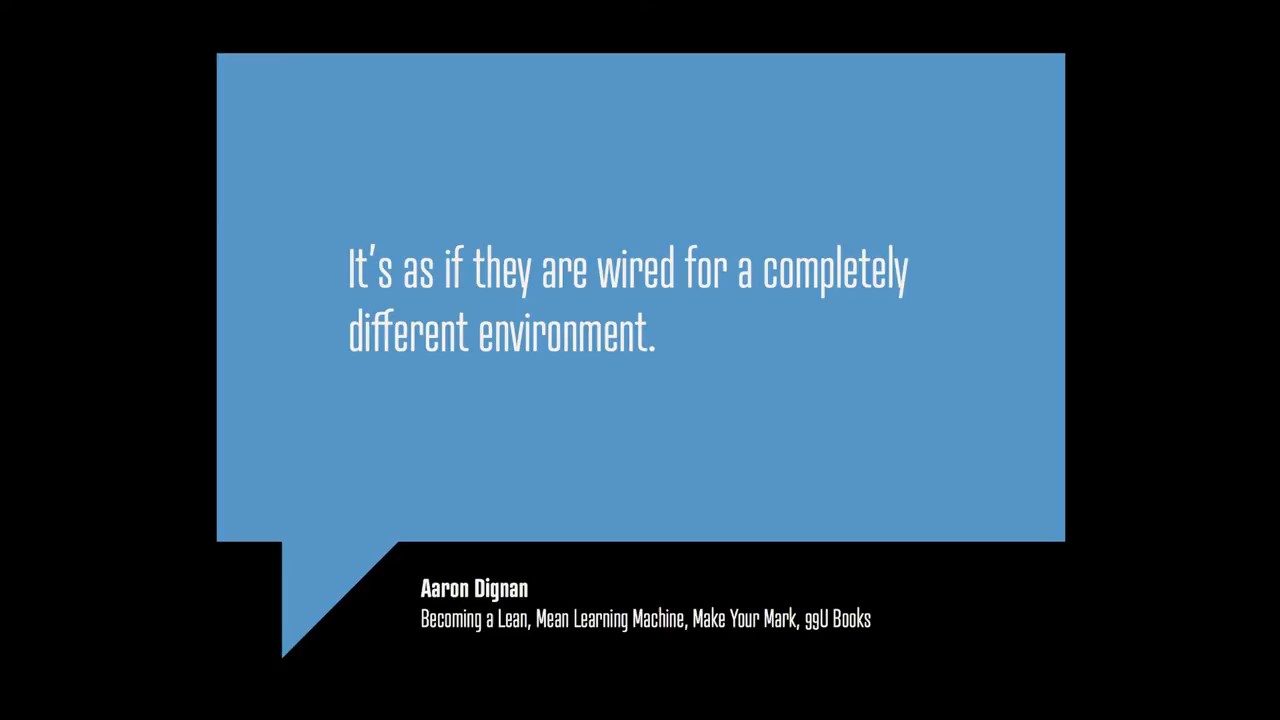 It's as if they are wired for a completely
different environment.
Aaron Dignan
Becoming a Lean, Mean Learning Machine, Make Your Mark, 99U Books